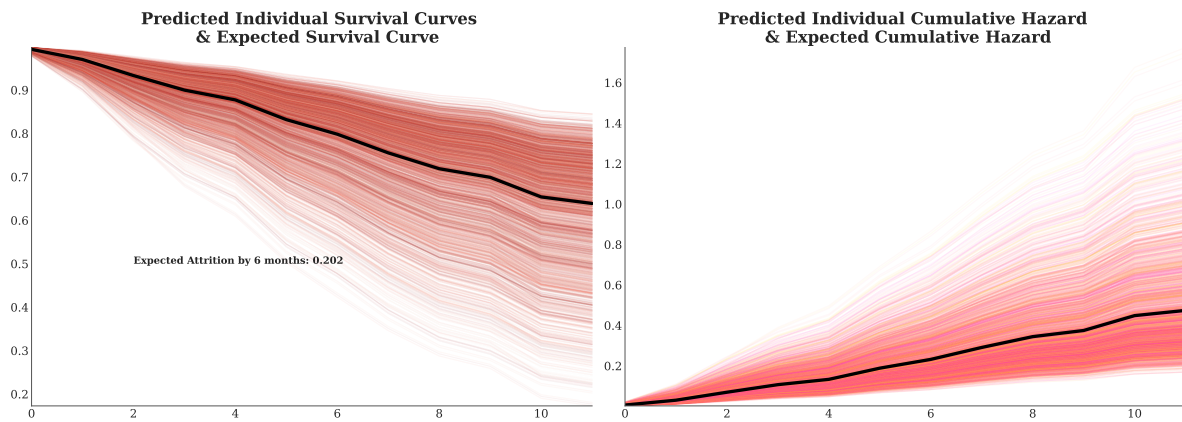 Predicted Individual Survival Curves
& Expected Survival Curve
0.9
0.8
0.7
0.6
0.5
0.4
0.3
0.2
Expected Attrition by 6 months: 0.202
0 2 4 6 8 10
Predicted Individual Cumulative Hazard
& Expected Cumulative Hazard
1.6
1.4
1.2
1.0
0.8
0.6
0.4
0.2
0 2 4 6 8 10